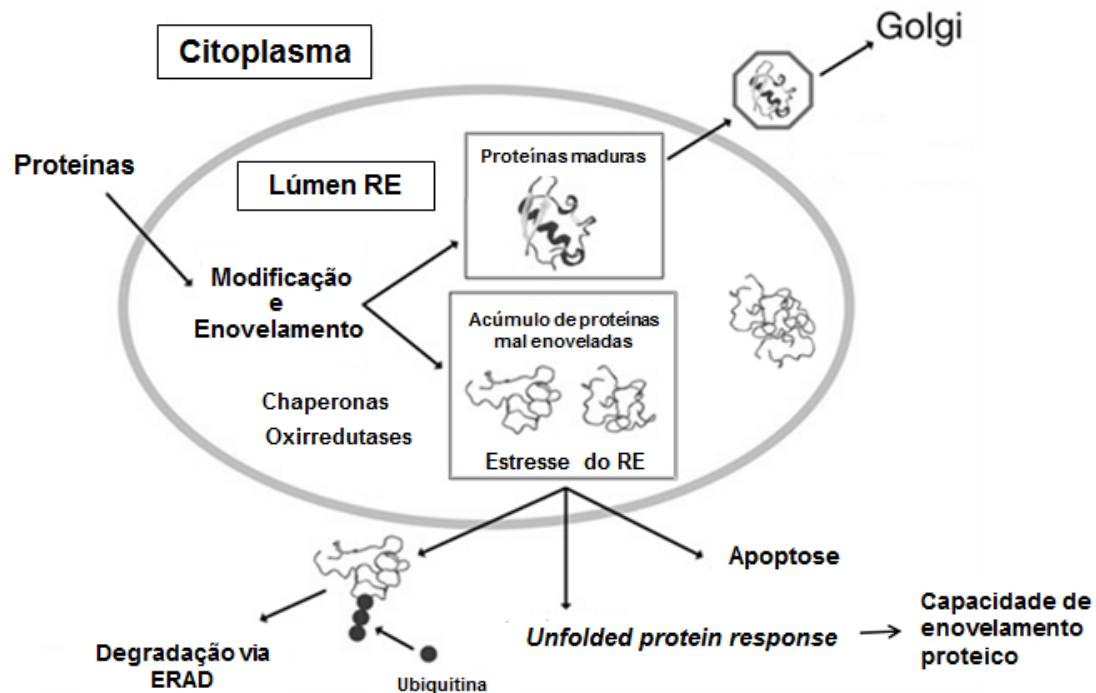 Citoplasma
Golgi
Proteínas
Lúmen RE
Proteínas maduras
Modificação
e
Enovelamento
Acúmulo de proteínas
mal enoveladas
Chaperonas
Oxirredutases
Estresse do RE
Apoptose
Unfolded protein response
Capacidade de
enovelamento
proteico
Degradação via
ERAD
Ubiquitina